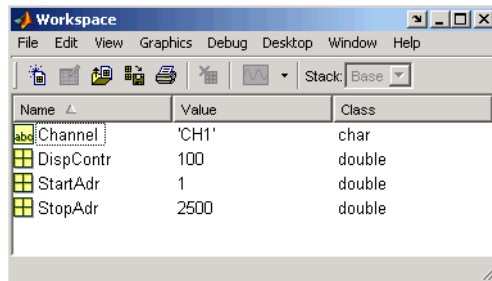 Workspace
File Edit View Graphics Debug Desktop Window Help
Stack: Base
Name Value Class
abc Channel 'CH1' char
DispContr 100 double
StartAdr 1 double
StopAdr 2500 double